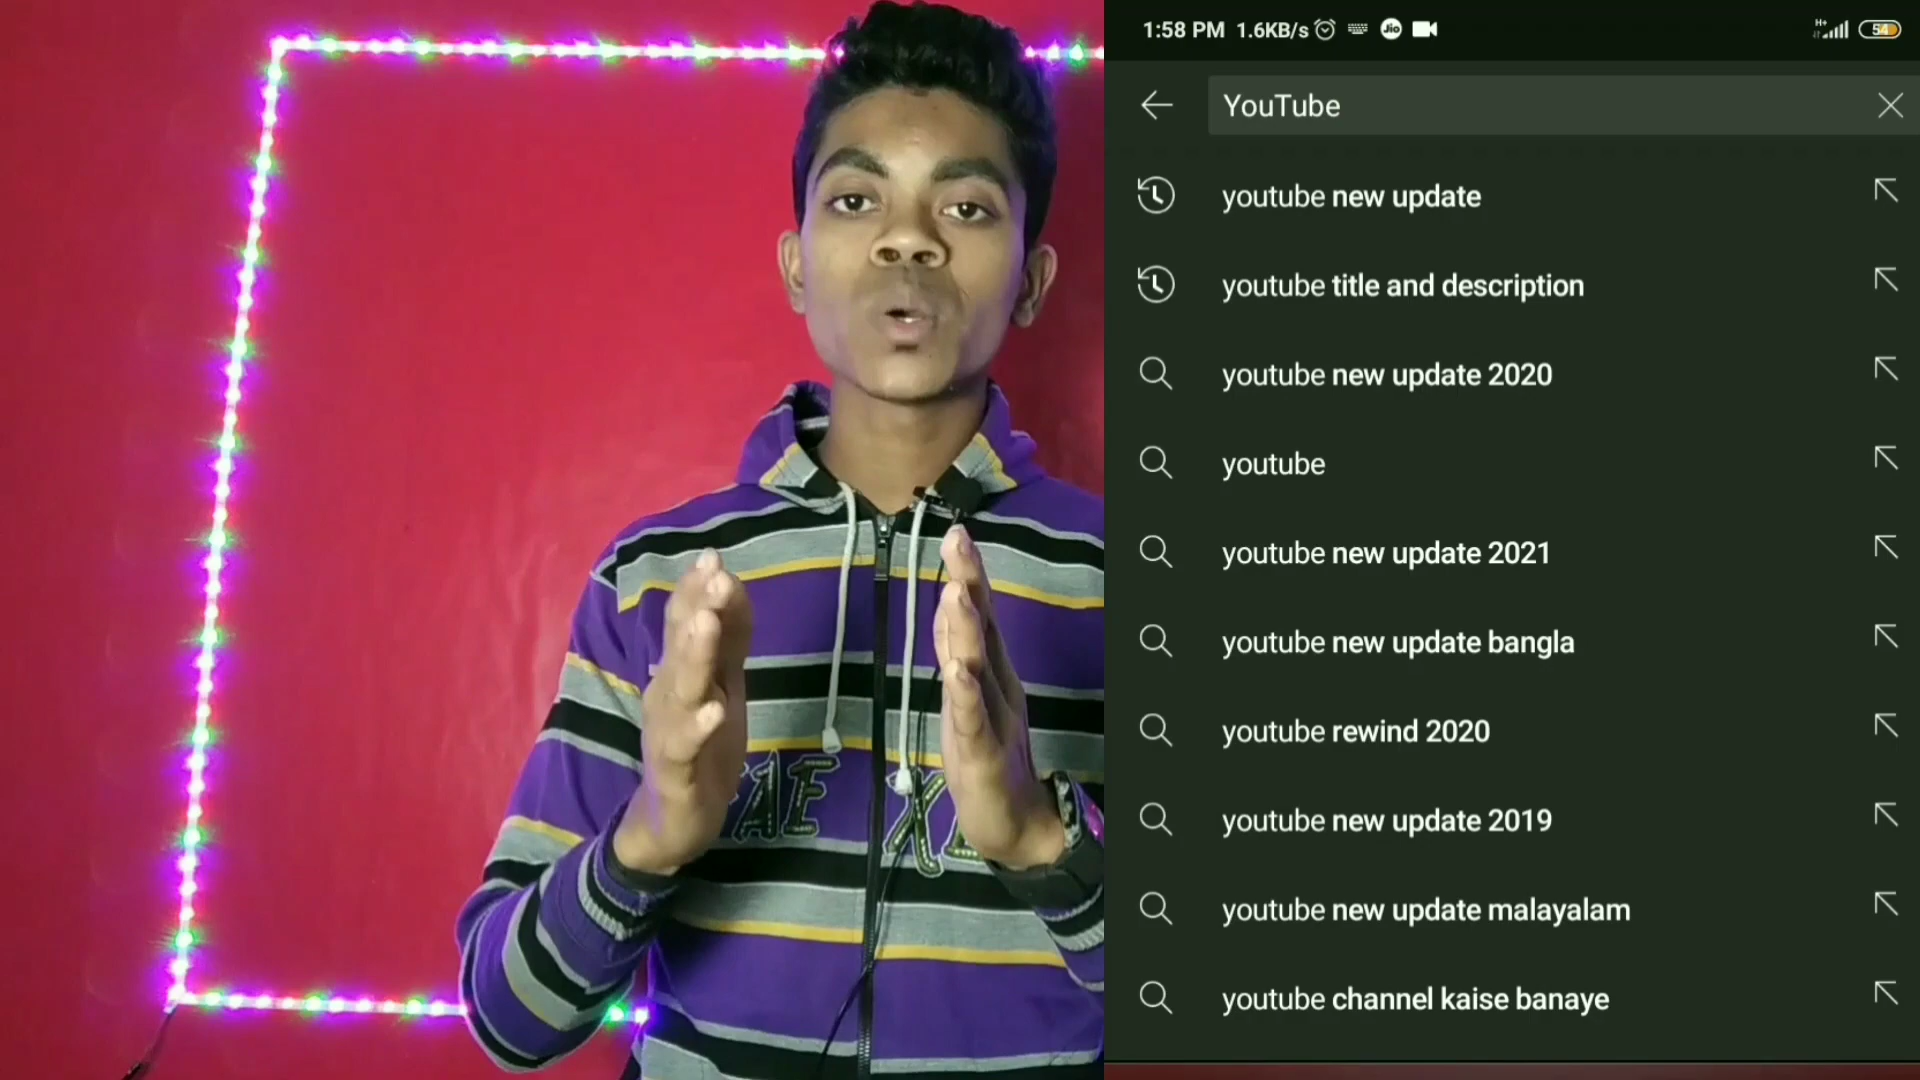 1:58 PM 1.6KB/s Jio H+ 54
YouTube
youtube new update
youtube title and description
youtube new update 2020
youtube
youtube new update 2021
youtube new update bangla
youtube rewind 2020
youtube new update 2019
youtube new update malayalam
youtube channel kaise banaye